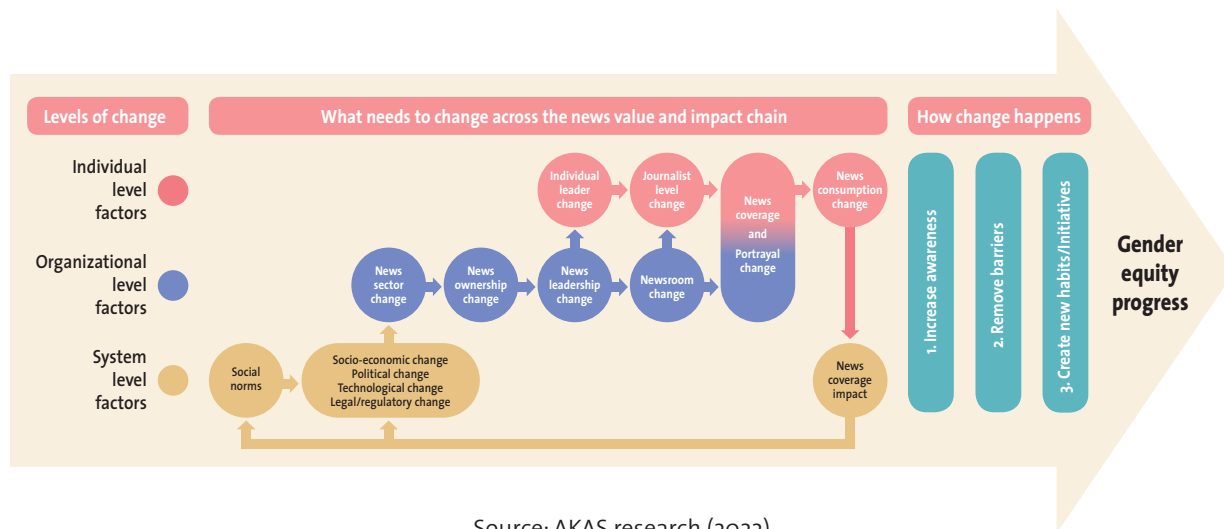 Levels of change
What needs to change across the news value and impact chain
How change happens
Individual
level
factors
Individual
leader
change
Journalist
level
change
News
coverage
and
Portrayal
change
News
consumption
change
Organizational
level
factors
News
sector
change
News
ownership
change
News
leadership
change
Newsroom
change
System
level
factors
Social
norms
Socio-economic change
Political change
Technological change
Legal/regulatory change
News
coverage
impact
1. Increase awareness
2. Remove barriers
3. Create new habits/Initiatives
Gender
equity
progress
Source: AKAS research (2022)